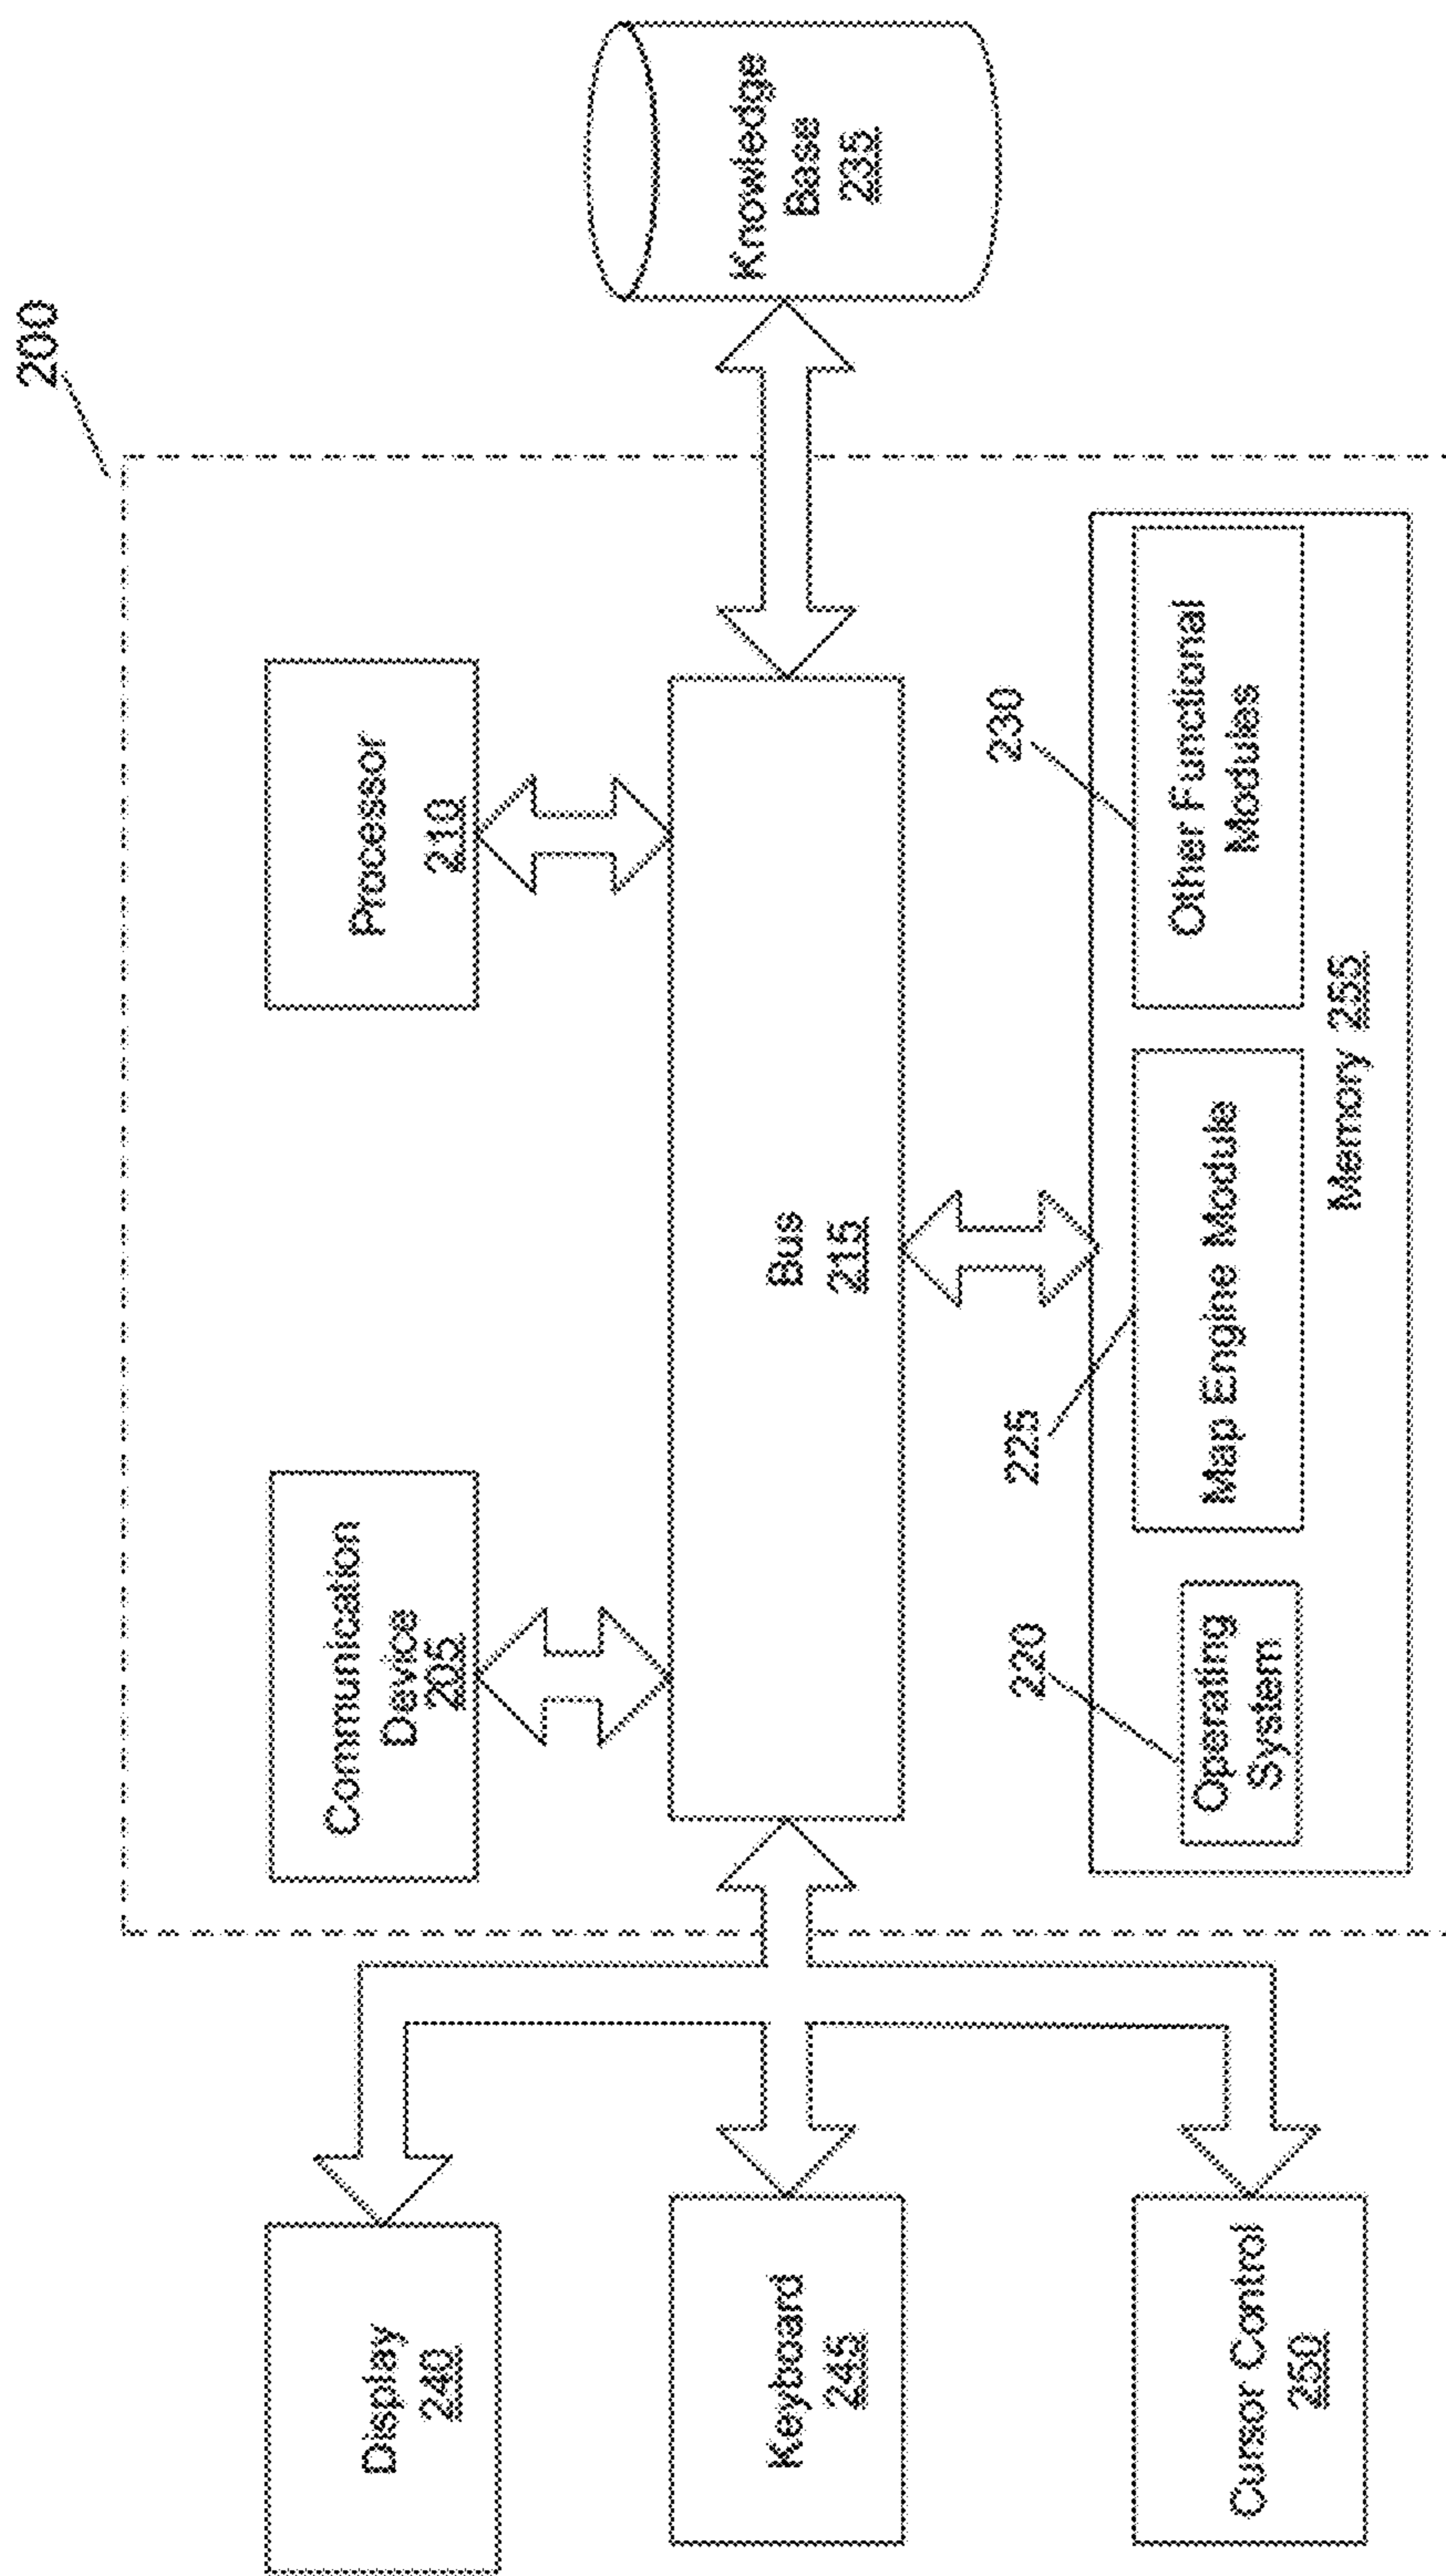 200
Communication
Device
205
Processor
210
Display
240
Keyboard
245
Bus
215
Knowledge
Base
235
220
225
230
Operating
System
Map Engine Module
Other Functional
Modules
Memory 255
Cursor Control
250